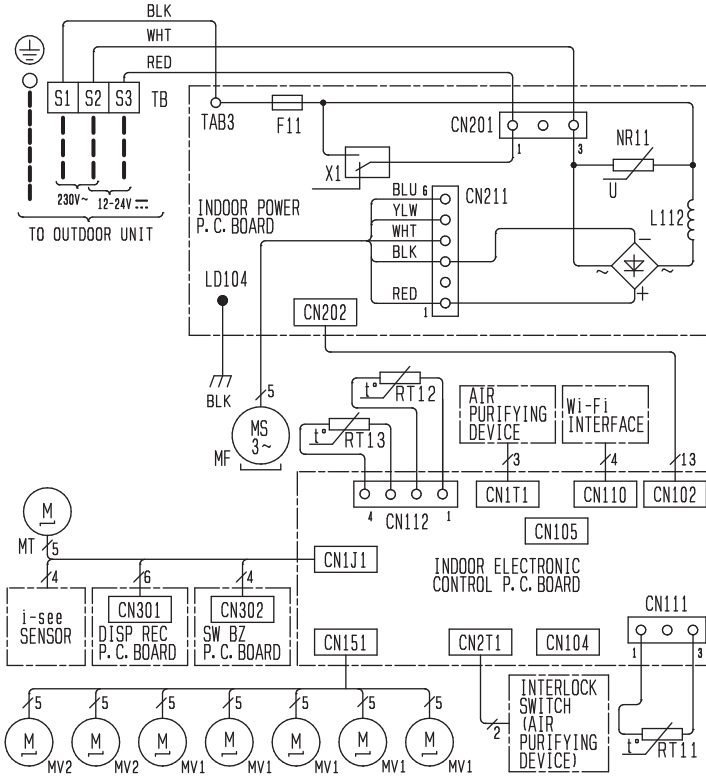 BLK
WHT
RED
S1 S2 S3 TB
TAB3
F11
CN201
1
3
NR11
U
X1
230V~
12-24V
TO OUTDOOR UNIT
INDOOR POWER
P.C.BOARD
BLU 6
CN211
YLW
WHT
BLK
RED
1
L112
~ ~
−
+
LD104
BLK
CN202
5
MS
3~
MF
t°
RT12
t°
RT13
AIR
PURIFYING
DEVICE
Wi-Fi
INTERFACE
3
4
13
4
1
CN112
CN1T1
CN110
CN102
CN105
M
MT
5
CN1J1
INDOOR ELECTRONIC
CONTROL P.C.BOARD
4
6
4
i-see
SENSOR
CN301
DISP REC
P.C.BOARD
CN302
SW BZ
P.C.BOARD
CN151
CN2T1
CN104
CN111
1
3
5 5 5 5 5 5 5
M M M M M M M
MV2 MV2 MV1 MV1 MV1 MV1 MV1
2
INTERLOCK
SWITCH
(AIR
PURIFYING
DEVICE)
t°
RT11